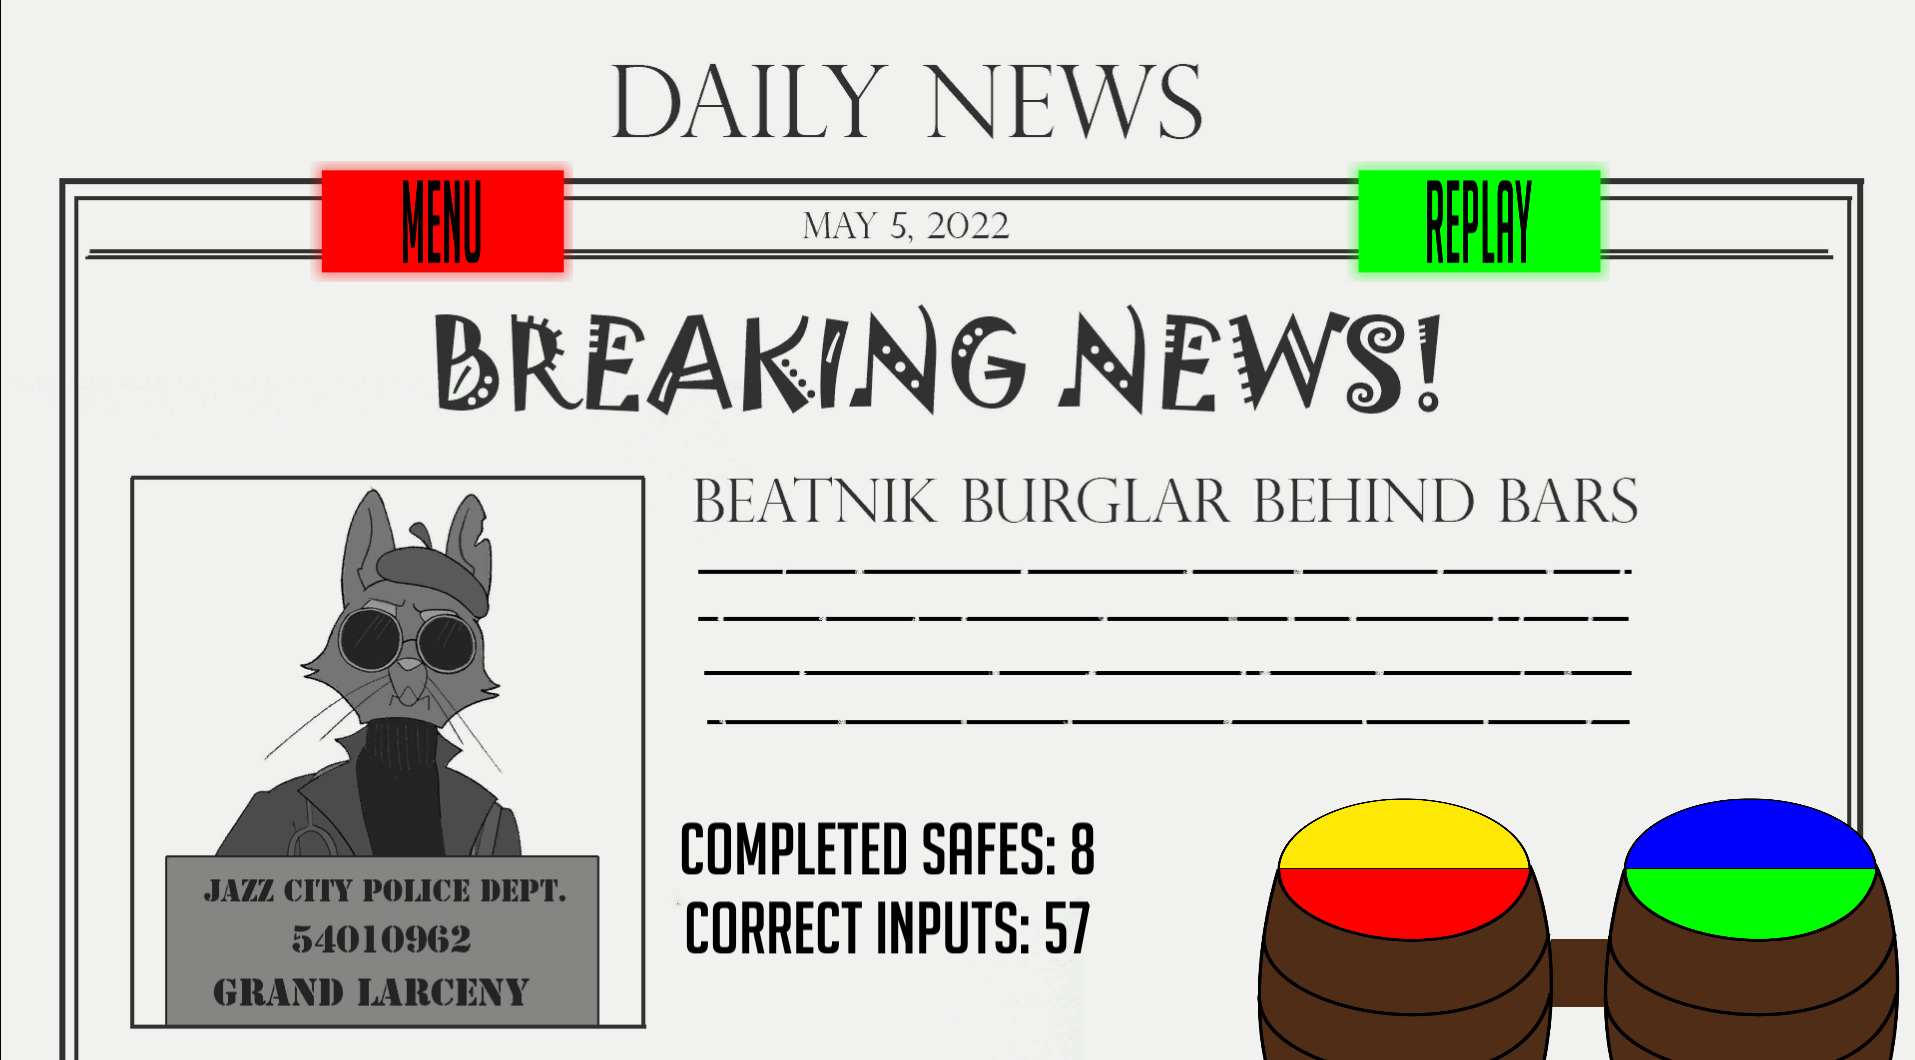 DAILY NEWS
MENU
MAY 5, 2022
REPLAY
BREAKING NEWS!
BEATNIK BURGLAR BEHIND BARS
COMPLETED SAFES: 8
CORRECT INPUTS: 57
JAZZ CITY POLICE DEPT.
54010962
GRAND LARCENY